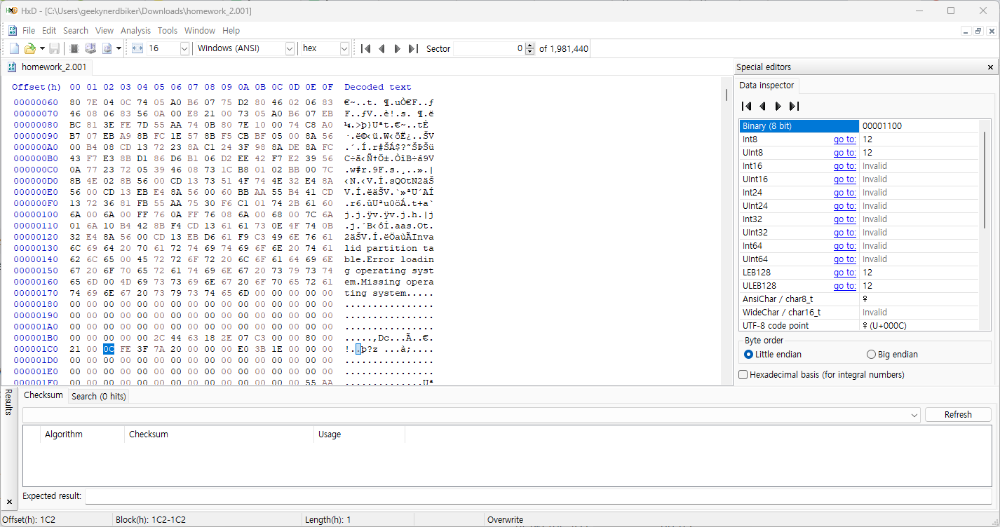 HxD - [C:\Users\geekynerdbiker\Downloads\homework_2.001]
File Edit Search View Analysis Tools Window Help
16 Windows (ANSI) hex Sector 0 of 1,981,440
homework_2.001
Offset(h) 00 01 02 03 04 05 06 07 08 09 0A 0B 0C 0D 0E 0F Decoded text
00000060 80 7E 04 0C 74 05 A0 B6 07 75 D2 80 46 02 06 83 €~..t. ¶.uÒ€F..ƒ
00000070 46 08 06 83 56 0A 00 E8 21 00 73 05 A0 B6 07 EB F..ƒV..è!.s. ¶.ë
00000080 BC 81 3E FE 7D 55 AA 74 0B 80 7E 10 00 74 C8 A0 ¼.>þ}Uªt.€~..tÈ
00000090 B7 07 EB A9 8B FC 1E 57 8B F5 CB BF 05 00 8A 56 ·.ë©‹ü.W‹õË¿..ŠV
000000A0 00 B4 08 CD 13 72 23 8A C1 24 3F 98 8A DE 8A FC .´.Í.r#ŠÁ$?˜ŠÞŠü
000000B0 43 F7 E3 8B D1 86 D6 B1 06 D2 EE 42 F7 E2 39 56 C÷ã‹Ñ†Ö±.ÒîB÷â9V
000000C0 0A 77 23 72 05 39 46 08 73 1C B8 01 02 BB 00 7C .w#r.9F.s.¸..».|
000000D0 8B 4E 02 8B 56 00 CD 13 73 51 4F 74 4E 32 E4 8A ‹N.‹V.Í.sQOtN2äŠ
000000E0 56 00 CD 13 EB E4 8A 56 00 60 BB AA 55 B4 41 CD V.Í.ëäŠV.`»ªU´AÍ
000000F0 13 72 36 81 FB 55 AA 75 30 F6 C1 01 74 2B 61 60 .r6.ûUªu0öÁ.t+a`
00000100 6A 00 6A 00 FF 76 0A FF 76 08 6A 00 68 00 7C 6A j.j.ÿv.ÿv.j.h.|j
00000110 01 6A 10 B4 42 8B F4 CD 13 61 61 73 0E 4F 74 0B .j.´B‹ôÍ.aas.Ot.
00000120 32 E4 8A 56 00 CD 13 EB D6 61 F9 C3 49 6E 76 61 2äŠV.Í.ëÖaùÃInva
00000130 6C 69 64 20 70 61 72 74 69 74 69 6F 6E 20 74 61 lid partition ta
00000140 62 6C 65 00 45 72 72 6F 72 20 6C 6F 61 64 69 6E ble.Error loadin
00000150 67 20 6F 70 65 72 61 74 69 6E 67 20 73 79 73 74 g operating syst
00000160 65 6D 00 4D 69 73 73 69 6E 67 20 6F 70 65 72 61 em.Missing opera
00000170 74 69 6E 67 20 73 79 73 74 65 6D 00 00 00 00 00 ting system.....
00000180 00 00 00 00 00 00 00 00 00 00 00 00 00 00 00 00 ................
00000190 00 00 00 00 00 00 00 00 00 00 00 00 00 00 00 00 ................
000001A0 00 00 00 00 00 00 00 00 00 00 00 00 00 00 00 00 ................
000001B0 00 00 00 00 00 2C 44 63 18 2E 07 C3 00 00 80 00 .....,Dc...Ã..€.
000001C0 21 00 0C FE 3F 7A 20 00 00 00 E0 3B 1E 00 00 00 !..þ?z ...à;....
000001D0 00 00 00 00 00 00 00 00 00 00 00 00 00 00 00 00 ................
000001E0 00 00 00 00 00 00 00 00 00 00 00 00 00 00 00 00 ................
000001F0 00 00 00 00 00 00 00 00 00 00 00 00 00 00 55 AA ..............Uª
Special editors
Data inspector
Binary (8 bit) 00001100
Int8 go to: 12
UInt8 go to: 12
Int16 go to: Invalid
UInt16 go to: Invalid
Int24 go to: Invalid
UInt24 go to: Invalid
Int32 go to: Invalid
UInt32 go to: Invalid
Int64 go to: Invalid
UInt64 go to: Invalid
LEB128 go to: 12
ULEB128 go to: 12
AnsiChar / char8_t ♀
WideChar / char16_t Invalid
UTF-8 code point ♀ (U+000C)
Byte order
Little endian Big endian
Hexadecimal basis (for integral numbers)
Results
Checksum Search (0 hits)
Refresh
Algorithm Checksum Usage
Expected result:
Offset(h): 1C2 Block(h): 1C2-1C2 Length(h): 1 Overwrite